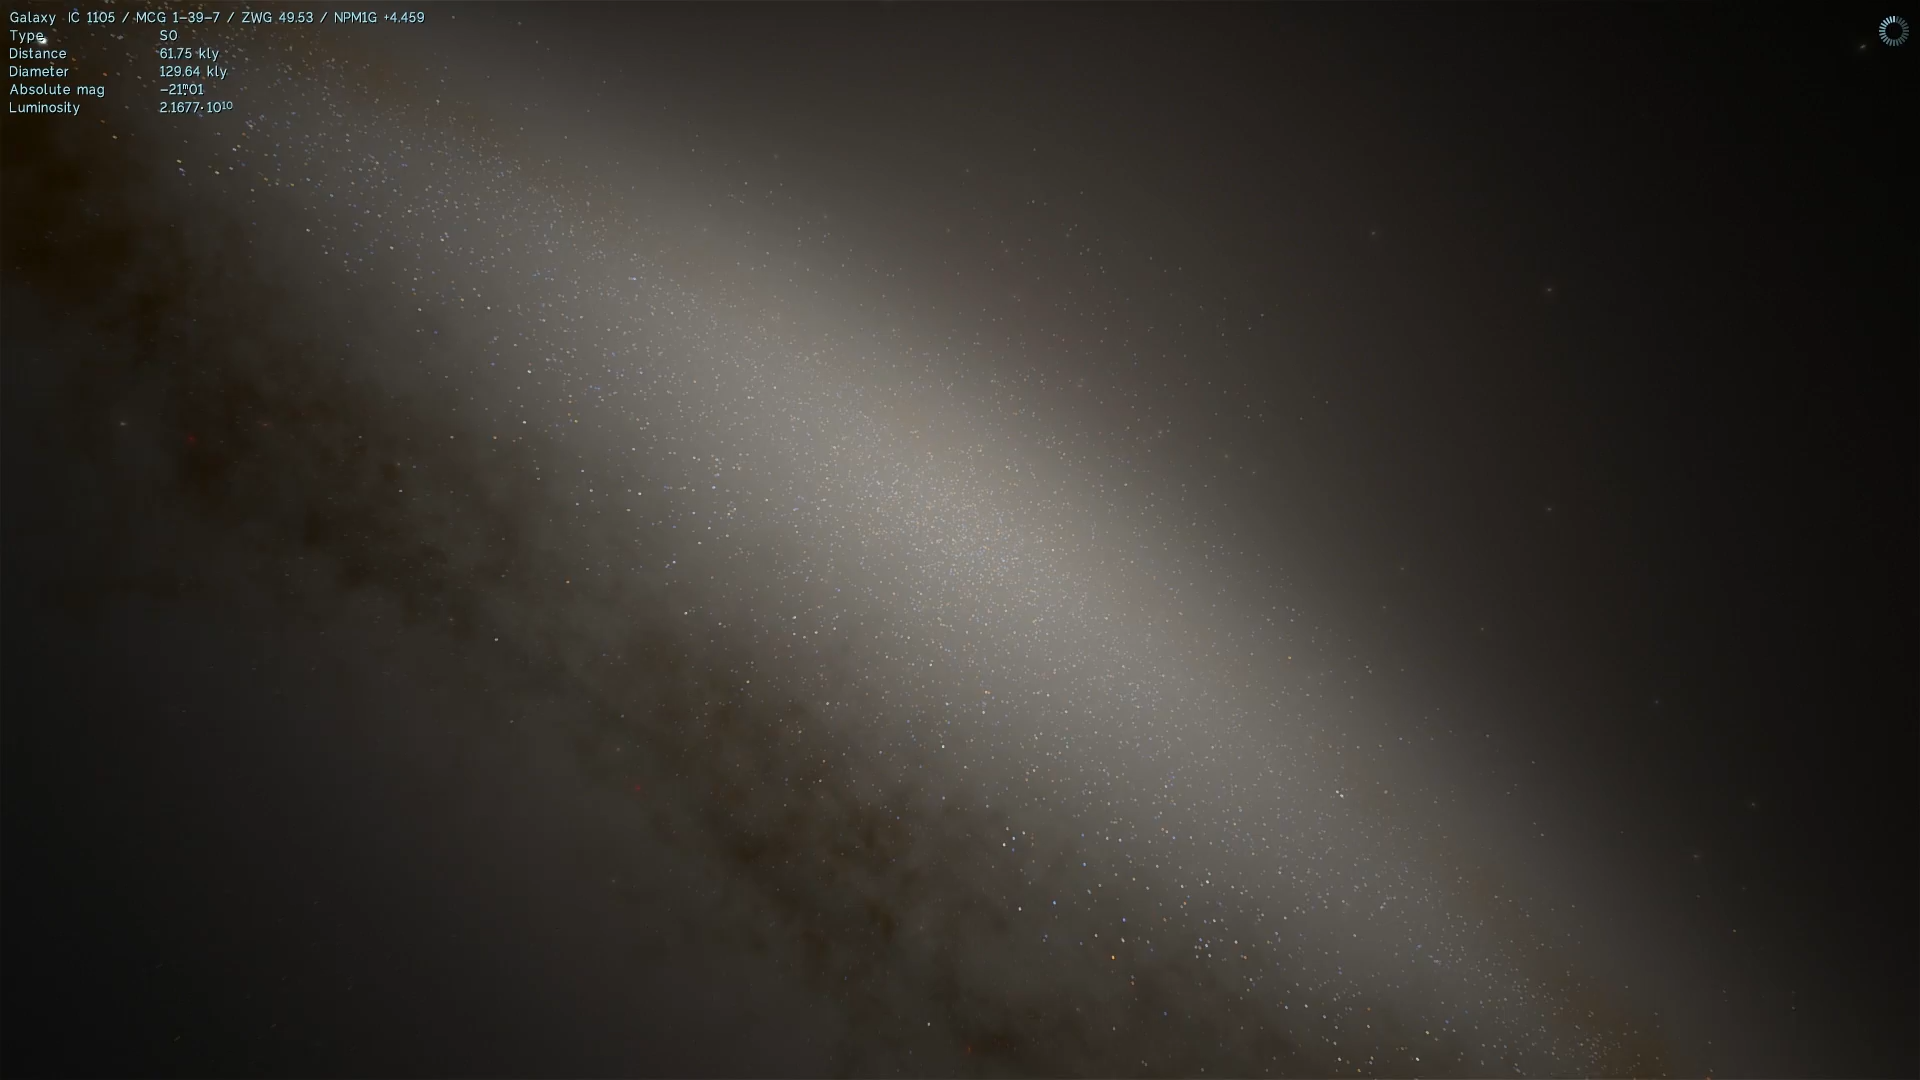 Galaxy IC 1105 / MCG 1-39-7 / ZWG 49.53 / NPM1G +4.459
Type S0
Distance 61.75 kly
Diameter 129.64 kly
Absolute mag −21ᵐ.01
Luminosity 2.1677·10¹⁰